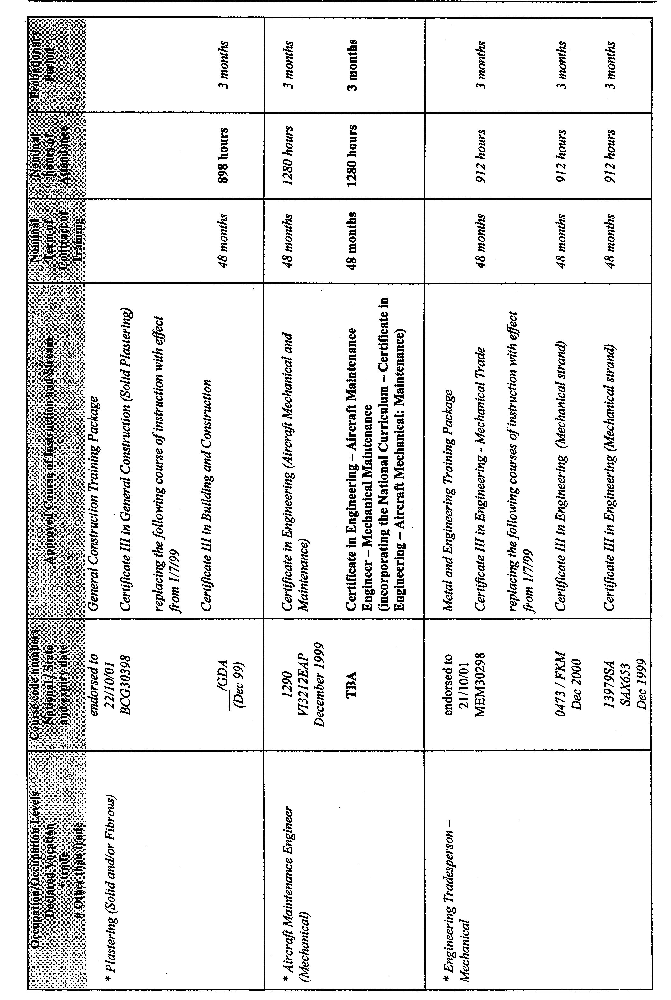 Occupation/Occupation Levels
Declared Vocation
* trade
# Other than trade
Course code numbers
National / State
and expiry date
Approved Course of Instruction and Stream
Nominal
Term of
Contract of
Training
Nominal
hours of
Attendance
Probationary
Period
* Plastering (Solid and/or Fibrous)
endorsed to
22/10/01
BCG30398
General Construction Training Package
Certificate III in General Construction (Solid Plastering)
replacing the following course of instruction with effect
from 1/7/99
___/GDA
(Dec 99)
Certificate III in Building and Construction
48 months
898 hours
3 months
* Aircraft Maintenance Engineer
(Mechanical)
1290
VI3212EAP
December 1999
Certificate in Engineering (Aircraft Mechanical and
Maintenance)
48 months
1280 hours
3 months
TBA
Certificate in Engineering – Aircraft Maintenance
Engineer – Mechanical Maintenance
(incorporating the National Curriculum – Certificate in
Engineering – Aircraft Mechanical: Maintenance)
48 months
1280 hours
3 months
* Engineering Tradesperson –
Mechanical
endorsed to
21/10/01
MEM30298
Metal and Engineering Training Package
Certificate III in Engineering - Mechanical Trade
48 months
912 hours
3 months
replacing the following courses of instruction with effect
from 1/7/99
0473 / FKM
Dec 2000
Certificate III in Engineering (Mechanical strand)
48 months
912 hours
3 months
13979SA
SAX653
Dec 1999
Certificate III in Engineering (Mechanical strand)
48 months
912 hours
3 months